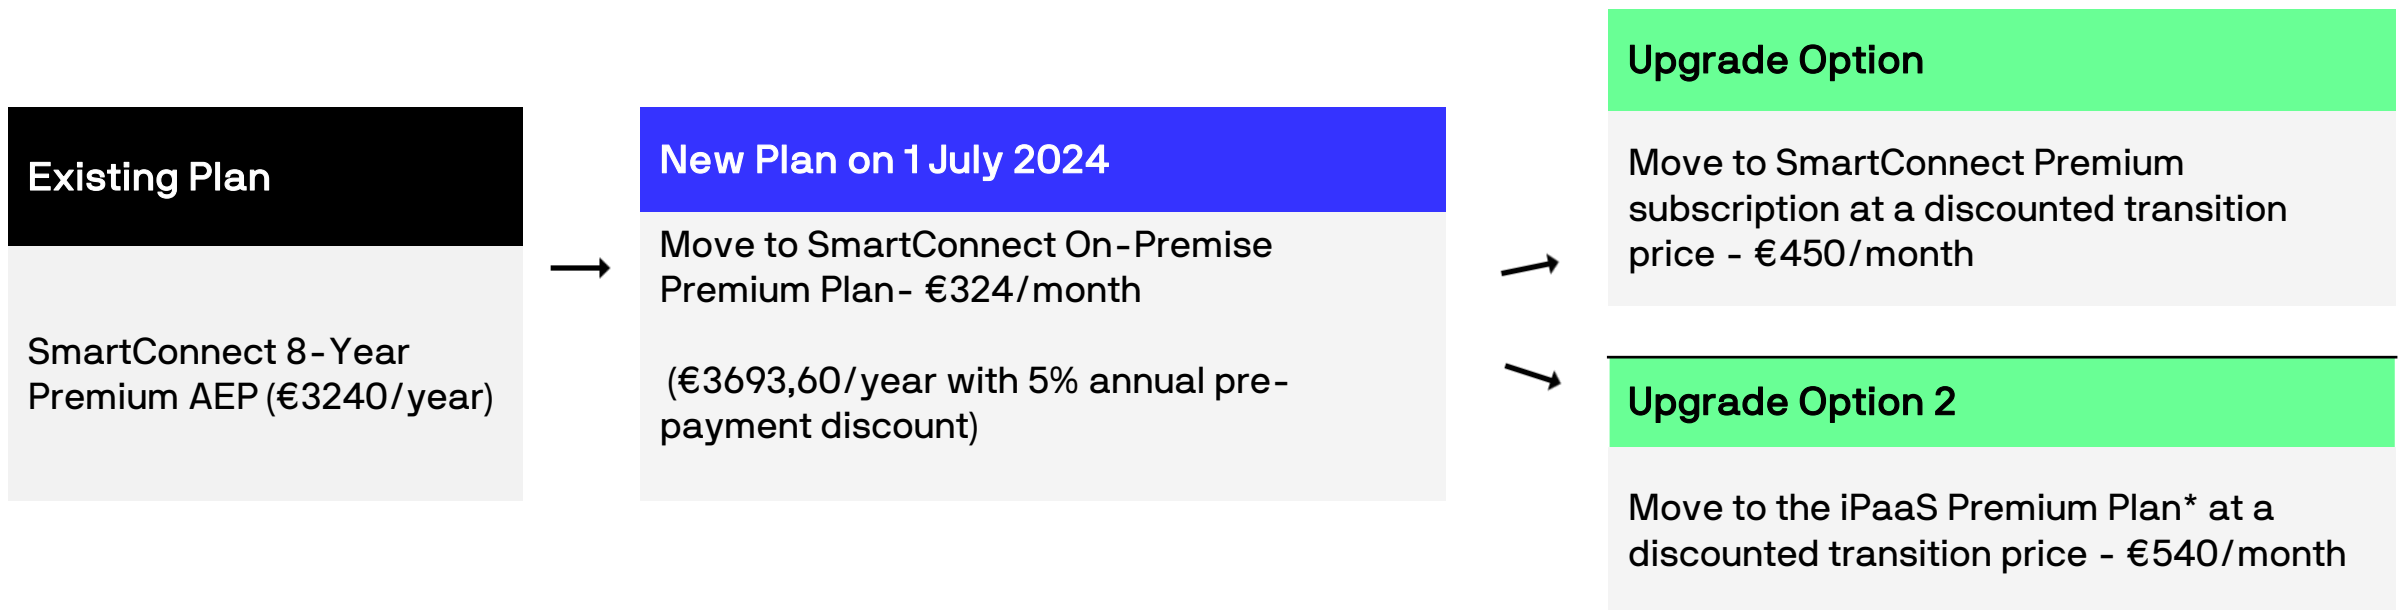 Existing Plan
SmartConnect 8-Year
Premium AEP (€3240/year)
New Plan on 1 July 2024
Move to SmartConnect On-Premise
Premium Plan- €324/month
(€3693,60/year with 5% annual pre-
payment discount)
Upgrade Option
Move to SmartConnect Premium
subscription at a discounted transition
price - €450/month
Upgrade Option 2
Move to the iPaaS Premium Plan* at a
discounted transition price - €540/month